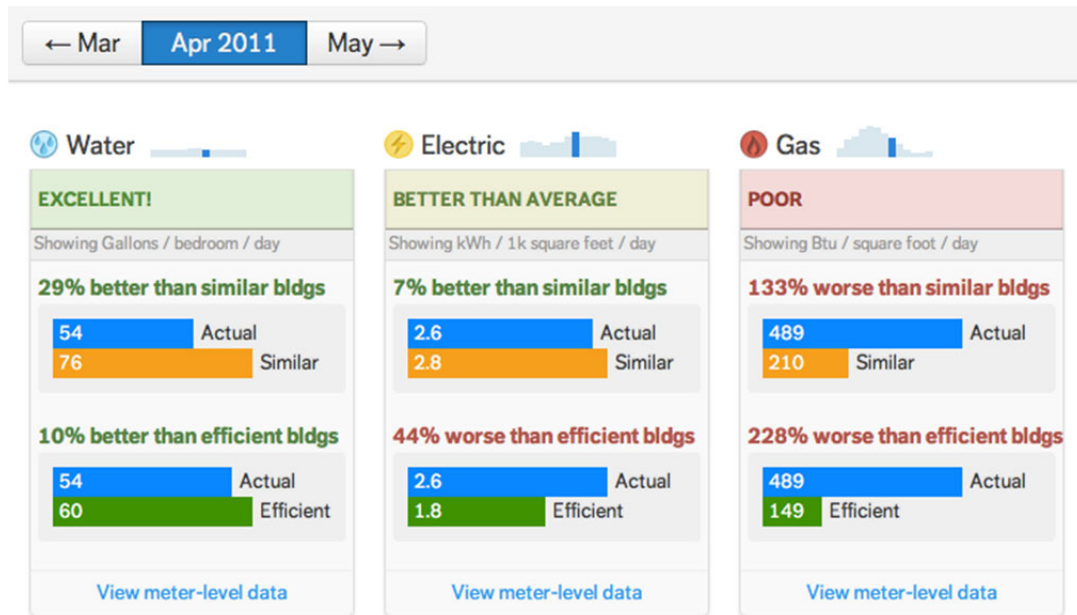 ← Mar
Apr 2011
May →
Water
EXCELLENT!
Showing Gallons / bedroom / day
29% better than similar bldgs
54 Actual
76 Similar
10% better than efficient bldgs
54 Actual
60 Efficient
View meter-level data
Electric
BETTER THAN AVERAGE
Showing kWh / 1k square feet / day
7% better than similar bldgs
2.6 Actual
2.8 Similar
44% worse than efficient bldgs
2.6 Actual
1.8 Efficient
View meter-level data
Gas
POOR
Showing Btu / square foot / day
133% worse than similar bldgs
489 Actual
210 Similar
228% worse than efficient bldgs
489 Actual
149 Efficient
View meter-level data